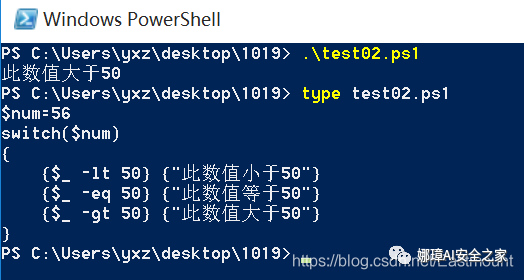 Windows PowerShell
PS C:\Users\yxz\desktop\1019> .\test02.ps1
此数值大于50
PS C:\Users\yxz\desktop\1019> type test02.ps1
$num=56
switch($num)
{
    {$_ -lt 50} {"此数值小于50"}
    {$_ -eq 50} {"此数值等于50"}
    {$_ -gt 50} {"此数值大于50"}
}
PS C:\Users\yxz\desktop\1019>
https://blog.csdn.net/Eastmount
娜璋AI安全之家